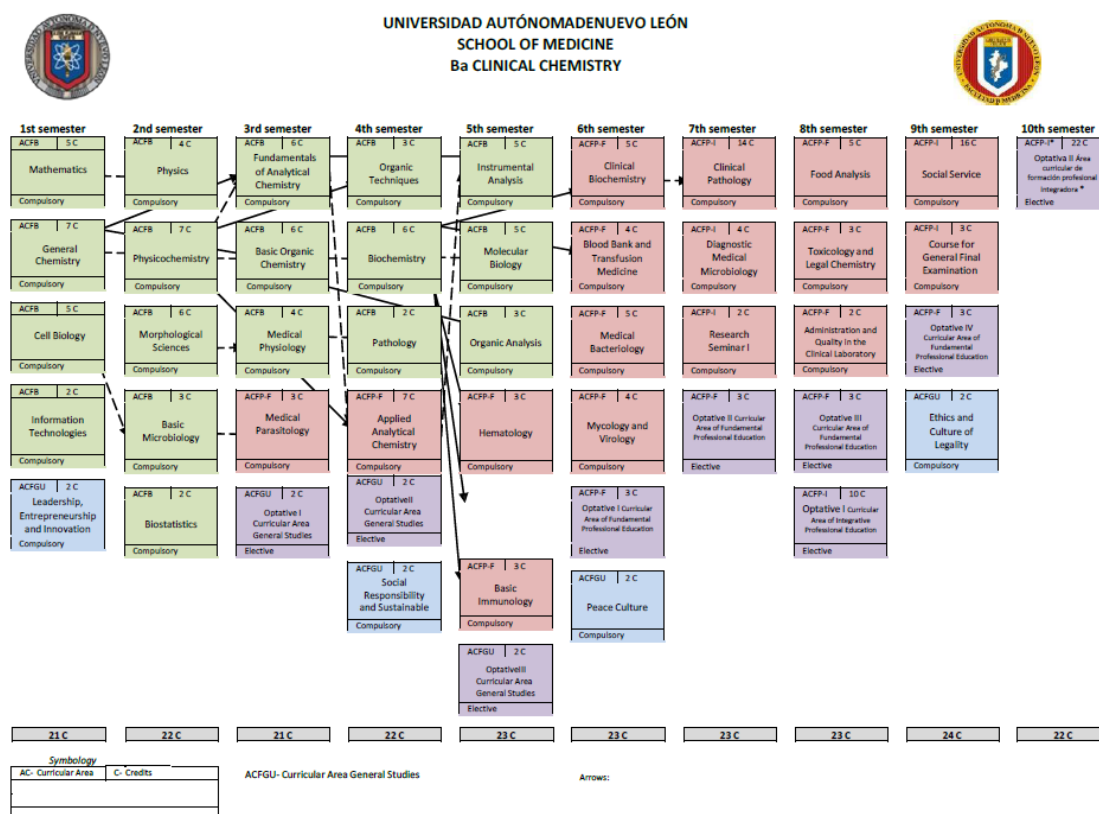 UNIVERSIDAD AUTÓNOMADENUEVO LEÓN
SCHOOL OF MEDICINE
Ba CLINICAL CHEMISTRY
1st semester
ACFB 5 C
Mathematics
Compulsory
ACFB 7 C
General
Chemistry
Compulsory
ACFB 5 C
Cell Biology
Compulsory
ACFB 2 C
Information
Technologies
Compulsory
ACFGU 2 C
Leadership,
Entrepreneurship
and Innovation
Compulsory
21 C
2nd semester
ACFB 4 C
Physics
Compulsory
ACFB 7 C
Physicochemistry
Compulsory
ACFB 6 C
Morphological
Sciences
Compulsory
ACFB 3 C
Basic
Microbiology
Compulsory
ACFB 2 C
Biostatistics
Compulsory
22 C
3rd semester
ACFB 6 C
Fundamentals
of Analytical
Chemistry
Compulsory
ACFB 6 C
Basic Organic
Chemistry
Compulsory
ACFB 4 C
Medical
Physiology
Compulsory
ACFP-F 3 C
Medical
Parasitology
Compulsory
ACFGU 2 C
Optative I
Curricular Area
General Studies
Elective
21 C
4th semester
ACFB 3 C
Organic
Techniques
Compulsory
ACFB 6 C
Biochemistry
Compulsory
ACFB 2 C
Pathology
Compulsory
ACFP-F 7 C
Applied
Analytical
Chemistry
Compulsory
ACFGU 2 C
OptativeII
Curricular Area
General Studies
Elective
ACFGU 2 C
Social
Responsibility
and Sustainable
Compulsory
22 C
5th semester
ACFB 5 C
Instrumental
Analysis
Compulsory
ACFB 5 C
Molecular
Biology
Compulsory
ACFB 3 C
Organic Analysis
Compulsory
ACFP-F 3 C
Hematology
Compulsory
ACFP-F 3 C
Basic
Immunology
Compulsory
ACFGU 2 C
OptativeIII
Curricular Area
General Studies
Elective
23 C
6th semester
ACFP-F 5 C
Clinical
Biochemistry
Compulsory
ACFP-F 4 C
Blood Bank and
Transfusion
Medicine
Compulsory
ACFP-F 5 C
Medical
Bacteriology
Compulsory
ACFP-F 4 C
Mycology and
Virology
Compulsory
ACFP-F 3 C
Optative I Curricular
Area of Fundamental
Professional Education
Elective
ACFGU 2 C
Peace Culture
Compulsory
23 C
7th semester
ACFP-I 14 C
Clinical
Pathology
Compulsory
ACFP-I 4 C
Diagnostic
Medical
Microbiology
Compulsory
ACFP-I 2 C
Research
Seminar I
Compulsory
ACFP-F 3 C
Optative II Curricular
Area of Fundamental
Professional Education
Elective
23 C
8th semester
ACFP-F 5 C
Food Analysis
Compulsory
ACFP-F 3 C
Toxicology and
Legal Chemistry
Compulsory
ACFP-F 2 C
Administration and
Quality in the
Clinical Laboratory
Compulsory
ACFP-F 3 C
Optative III
Curricular Area of
Fundamental
Professional Education
Elective
ACFP-I 10 C
Optative I Curricular
Area of Integrative
Professional Education
Elective
23 C
9th semester
ACFP-I 16 C
Social Service
Compulsory
ACFP-I 3 C
Course for
General Final
Examination
Compulsory
ACFP-F 3 C
Optative IV
Curricular Area of
Fundamental
Professional Education
Elective
ACFGU 2 C
Ethics and
Culture of
Legality
Compulsory
24 C
10th semester
ACFP-I* 22 C
Optativa II Área
curricular de
formación profesional
Integradora *
Elective
22 C
Symbology
AC- Curricular Area C- Credits
ACFGU- Curricular Area General Studies
Arrows: